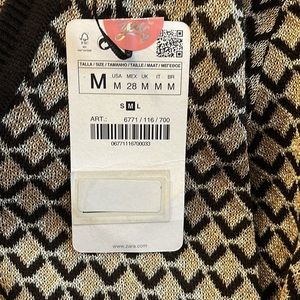 FSC
TALLA / SIZE / TAMANHO / TAILLE / MAAT / ΜΕΓΕΘΟΣ
M USA MEX UK IT BR
M 28 M M M
S M L
ART.: 6771 / 116 / 700
06771116700033
www.zara.com